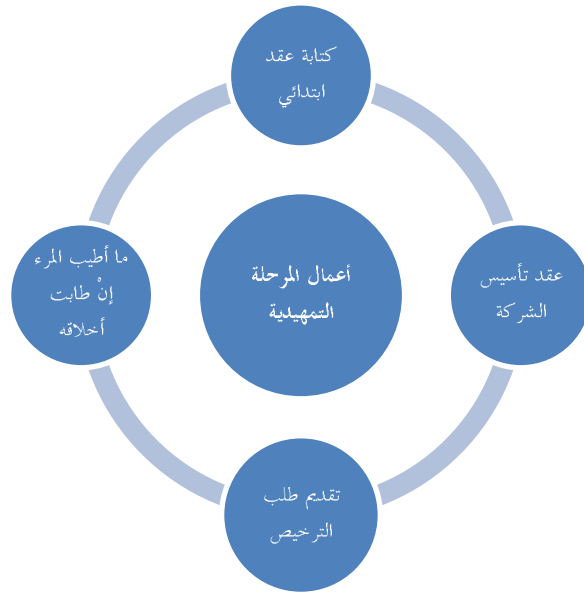 كتابة عقد
ابتدائي
عقد تأسيس
الشركة
تقديم طلب
الترخيص
ما أطيب المرء
إنْ طابت
أخلاقه
أعمال المرحلة
التمهيدية